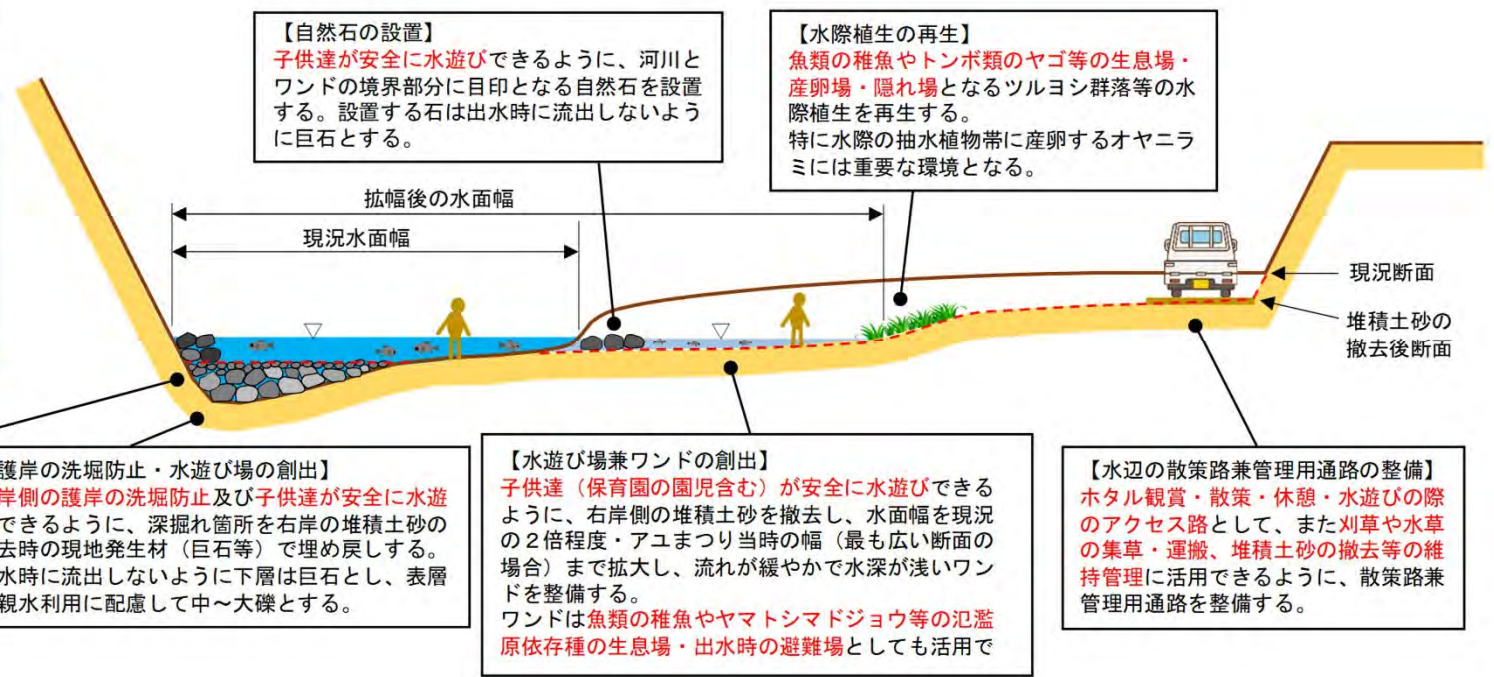 【自然石の設置】
子供達が安全に水遊びできるように、河川と
ワンドの境界部分に目印となる自然石を設置
する。設置する石は出水時に流出しないよう
に巨石とする。
【水際植生の再生】
魚類の稚魚やトンボ類のヤゴ等の生息場・
産卵場・隠れ場となるツルヨシ群落等の水
際植生を再生する。
特に水際の抽水植物帯に産卵するオヤニラ
ミには重要な環境となる。
拡幅後の水面幅
現況水面幅
現況断面
堆積土砂の
撤去後断面
護岸の洗堀防止・水遊び場の創出】
岸側の護岸の洗堀防止及び子供達が安全に水遊
できるように、深掘れ箇所を右岸の堆積土砂の
去時の現地発生材（巨石等）で埋め戻しする。
水時に流出しないように下層は巨石とし、表層
親水利用に配慮して中～大礫とする。
【水遊び場兼ワンドの創出】
子供達（保育園の園児含む）が安全に水遊びできる
ように、右岸側の堆積土砂を撤去し、水面幅を現況
の２倍程度・アユまつり当時の幅（最も広い断面の
場合）まで拡大し、流れが緩やかで水深が浅いワン
ドを整備する。
ワンドは魚類の稚魚やヤマトシマドジョウ等の氾濫
原依存種の生息場・出水時の避難場としても活用で
【水辺の散策路兼管理用通路の整備】
ホタル観賞・散策・休憩・水遊びの際
のアクセス路として、また刈草や水草
の集草・運搬、堆積土砂の撤去等の維
持管理に活用できるように、散策路兼
管理用通路を整備する。